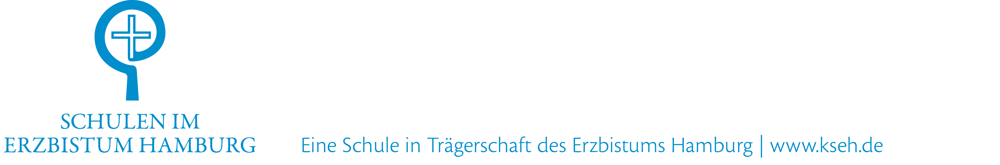 SCHULEN IM
ERZBISTUM HAMBURG
Eine Schule in Trägerschaft des Erzbistums Hamburg | www.kseh.de